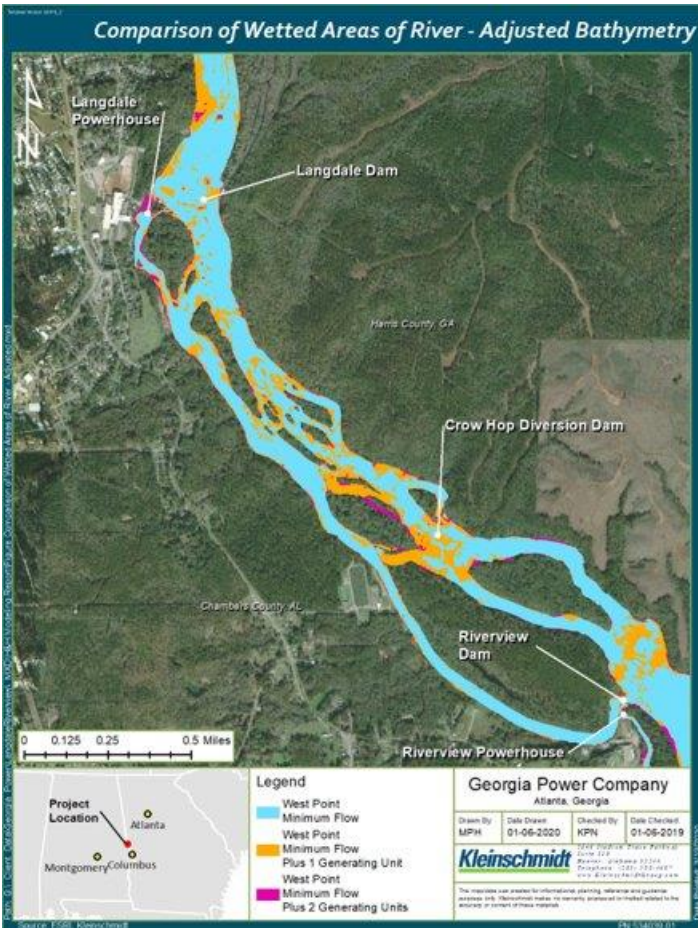 Comparison of Wetted Areas of River - Adjusted Bathymetry
N
Langdale
Powerhouse
Langdale Dam
Harris County, GA
Crow Hop Diversion Dam
Chambers County, AL
Riverview
Dam
Riverview Powerhouse
0 0.125 0.25 0.5 Miles
Project
Location
Atlanta
Montgomery
Columbus
Legend
West Point
Minimum Flow
West Point
Minimum Flow
Plus 1 Generating Unit
West Point
Minimum Flow
Plus 2 Generating Units
Georgia Power Company
Atlanta, Georgia
Drawn By
MPH
Date Drawn
01-06-2020
Checked By
KPN
Date Checked
01-06-2019
Kleinschmidt
Source: ESRI, Kleinschmidt